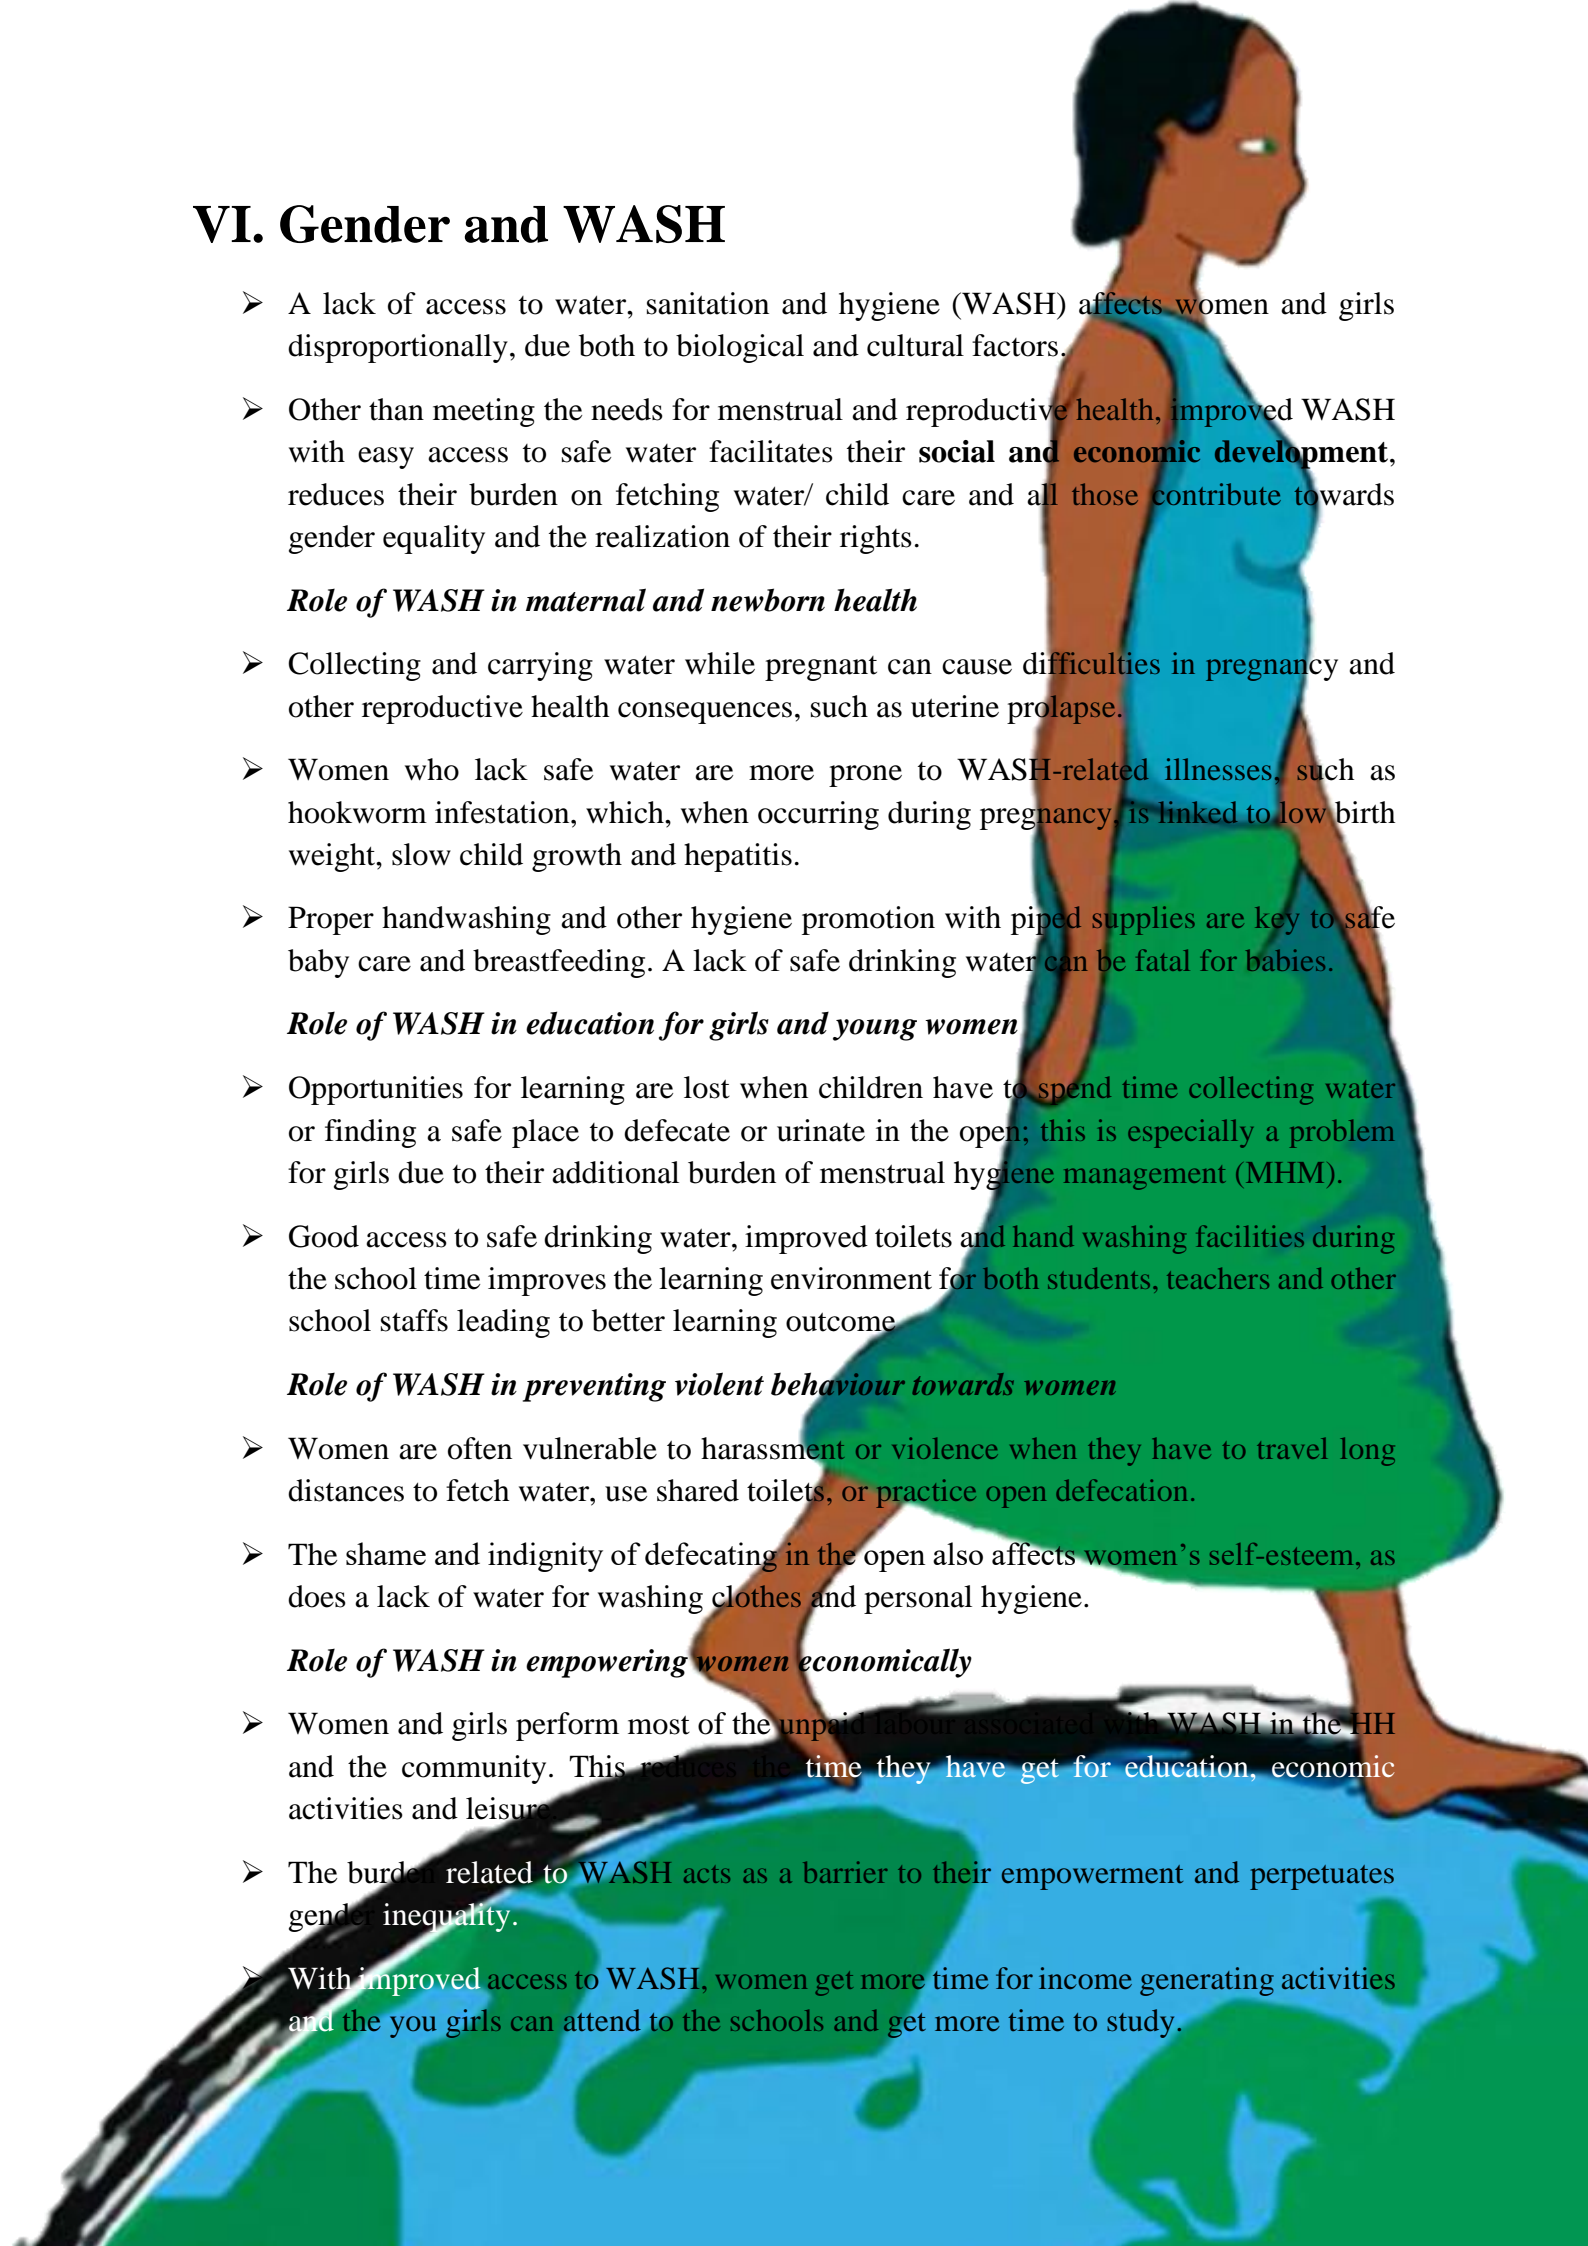 VI. Gender and WASH
➢ A lack of access to water, sanitation and hygiene (WASH) affects women and girls
disproportionally, due both to biological and cultural factors.
➢ Other than meeting the needs for menstrual and reproductive health, improved WASH
with easy access to safe water facilitates their social and economic development,
reduces their burden on fetching water/ child care and all those contribute towards
gender equality and the realization of their rights.
Role of WASH in maternal and newborn health
➢ Collecting and carrying water while pregnant can cause difficulties in pregnancy and
other reproductive health consequences, such as uterine prolapse.
➢ Women who lack safe water are more prone to WASH-related illnesses, such as
hookworm infestation, which, when occurring during pregnancy, is linked to low birth
weight, slow child growth and hepatitis.
➢ Proper handwashing and other hygiene promotion with piped supplies are key to safe
baby care and breastfeeding. A lack of safe drinking water can be fatal for babies.
Role of WASH in education for girls and young women
➢ Opportunities for learning are lost when children have to spend time collecting water
or finding a safe place to defecate or urinate in the open; this is especially a problem
for girls due to their additional burden of menstrual hygiene management (MHM).
➢ Good access to safe drinking water, improved toilets and hand washing facilities during
the school time improves the learning environment for both students, teachers and other
school staffs leading to better learning outcome
Role of WASH in preventing violent behaviour towards women
➢ Women are often vulnerable to harassment or violence when they have to travel long
distances to fetch water, use shared toilets, or practice open defecation.
➢ The shame and indignity of defecating in the open also affects women’s self-esteem, as
does a lack of water for washing clothes and personal hygiene.
Role of WASH in empowering women economically
➢ Women and girls perform most of the unpaid labour associated with WASH in the HH
and the community. This reduces the time they have get for education, economic
activities and leisure.
➢ The burden related to WASH acts as a barrier to their empowerment and perpetuates
gender inequality.
➢ With improved access to WASH, women get more time for income generating activities
and the you girls can attend to the schools and get more time to study.